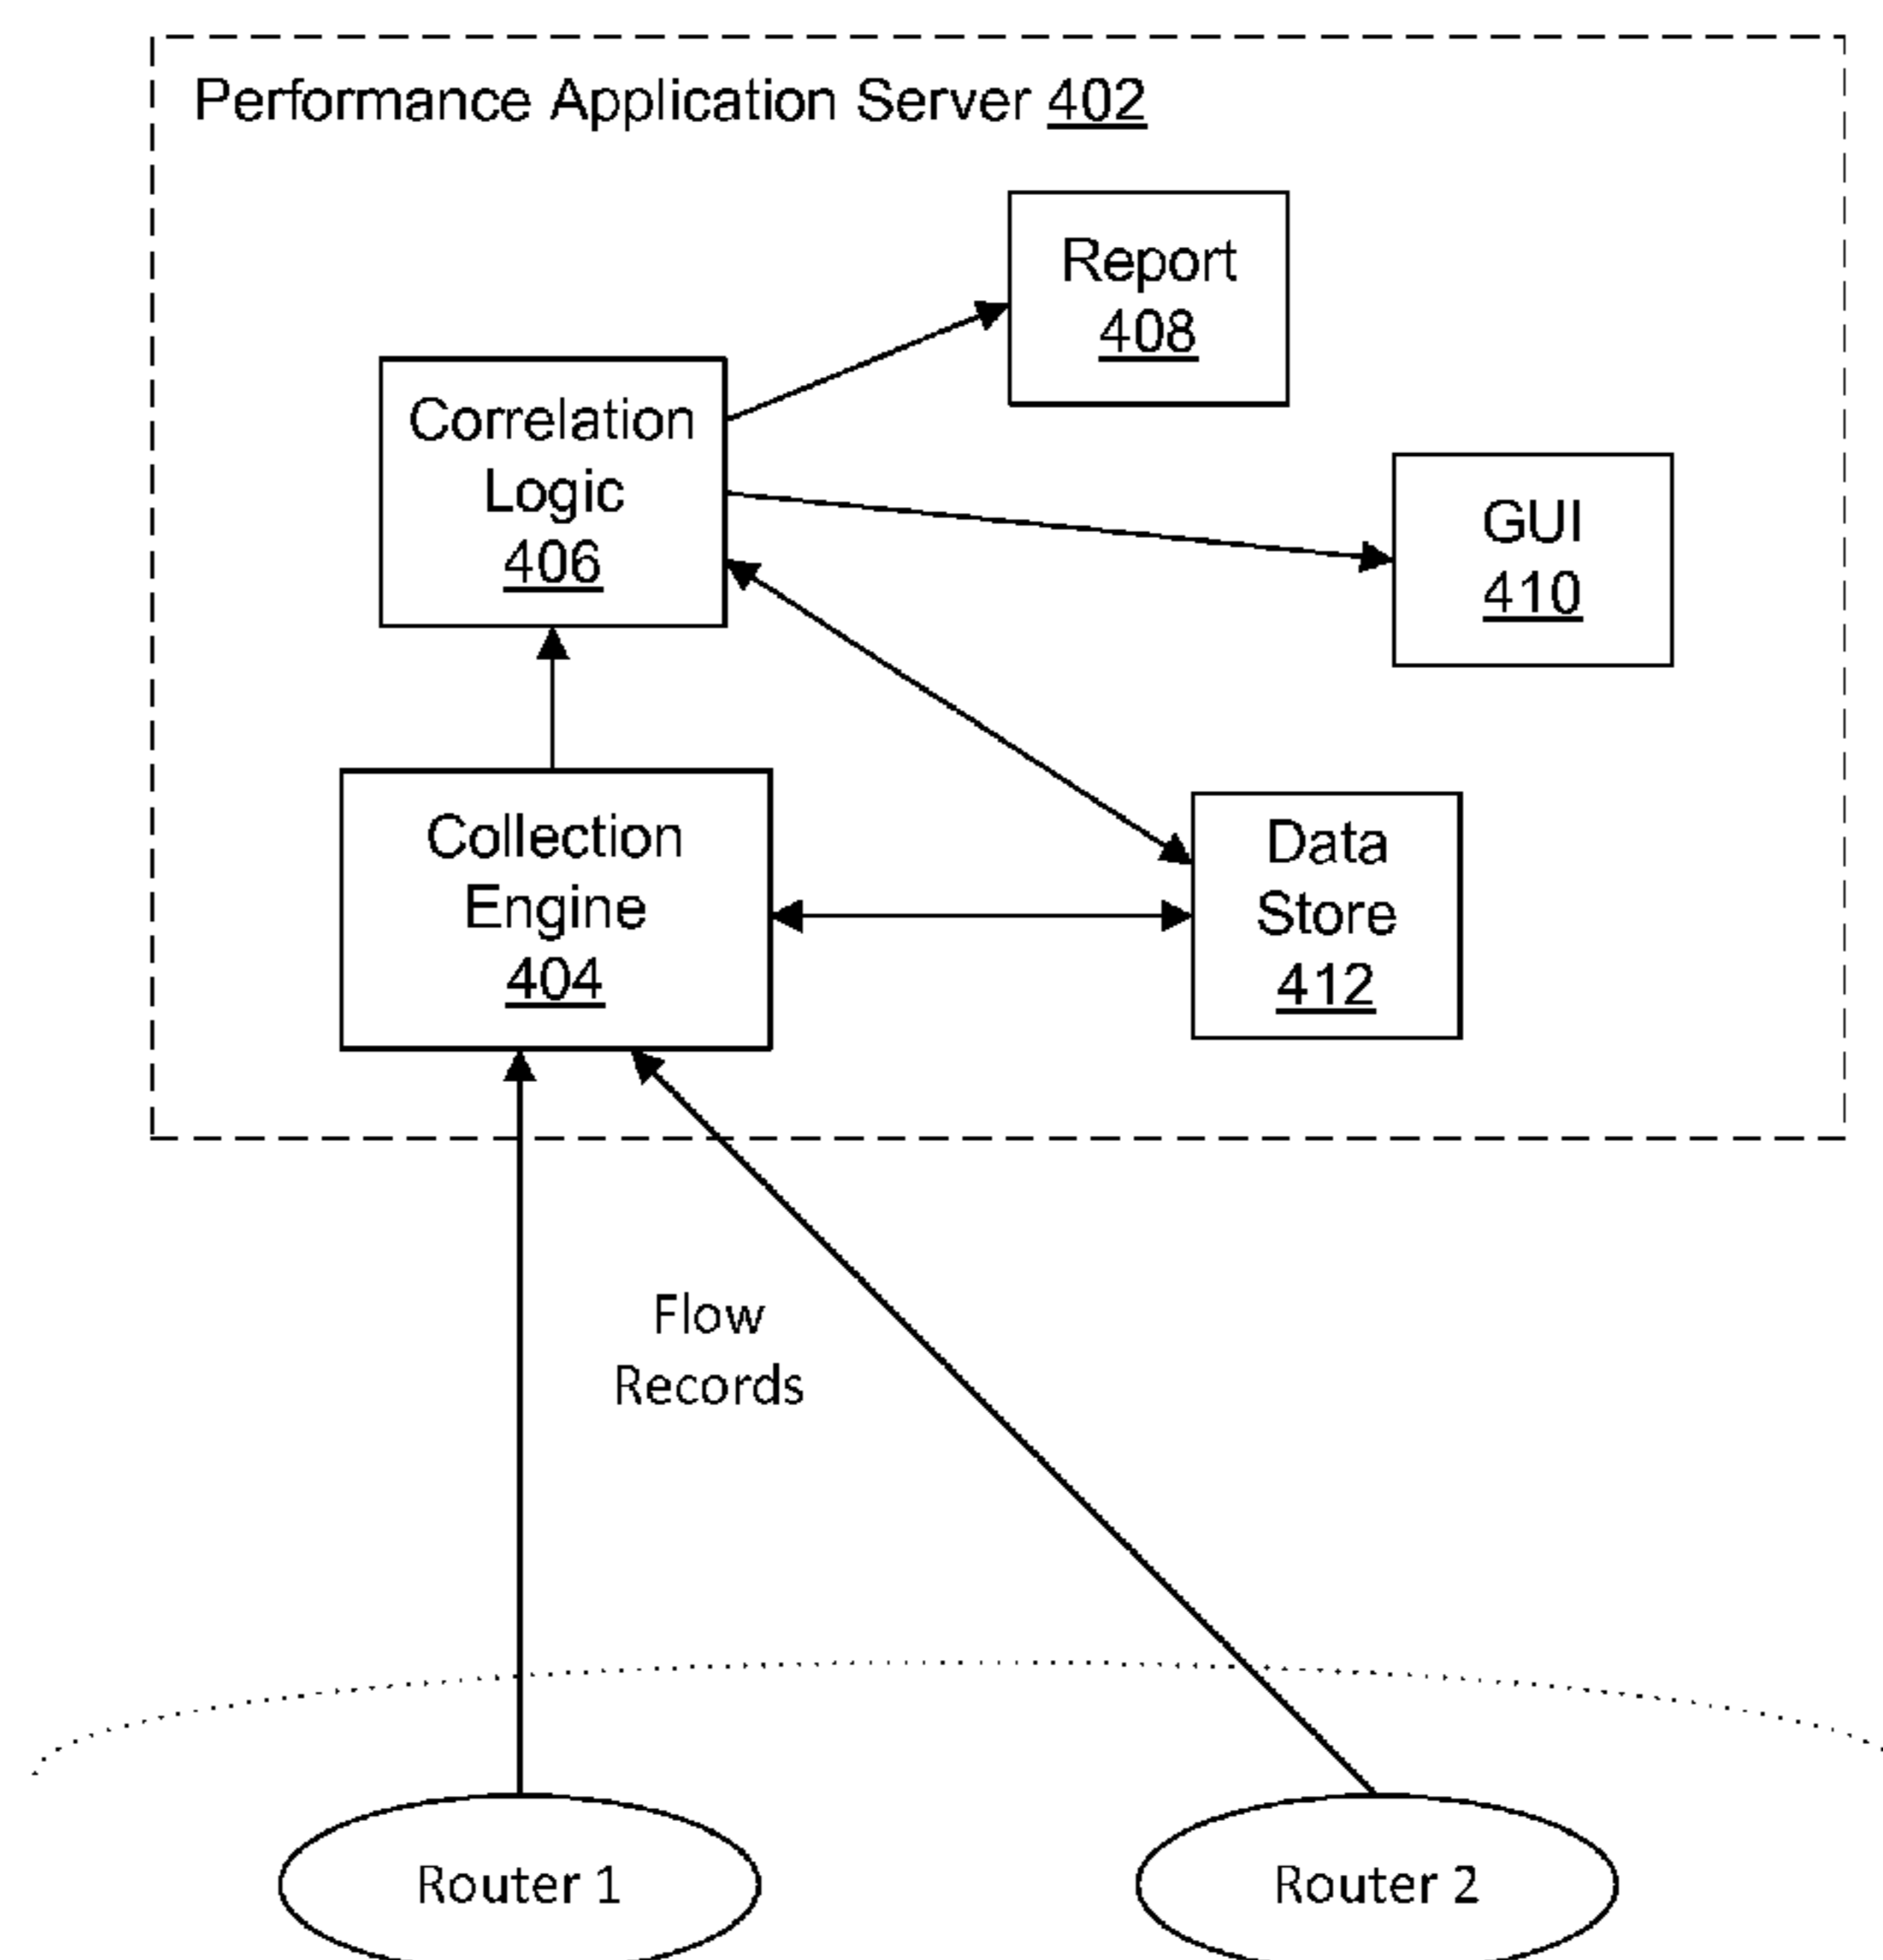 Performance Application Server 402
Report
408
Correlation
Logic
406
GUI
410
Collection
Engine
404
Data
Store
412
Flow
Records
Router 1
Router 2